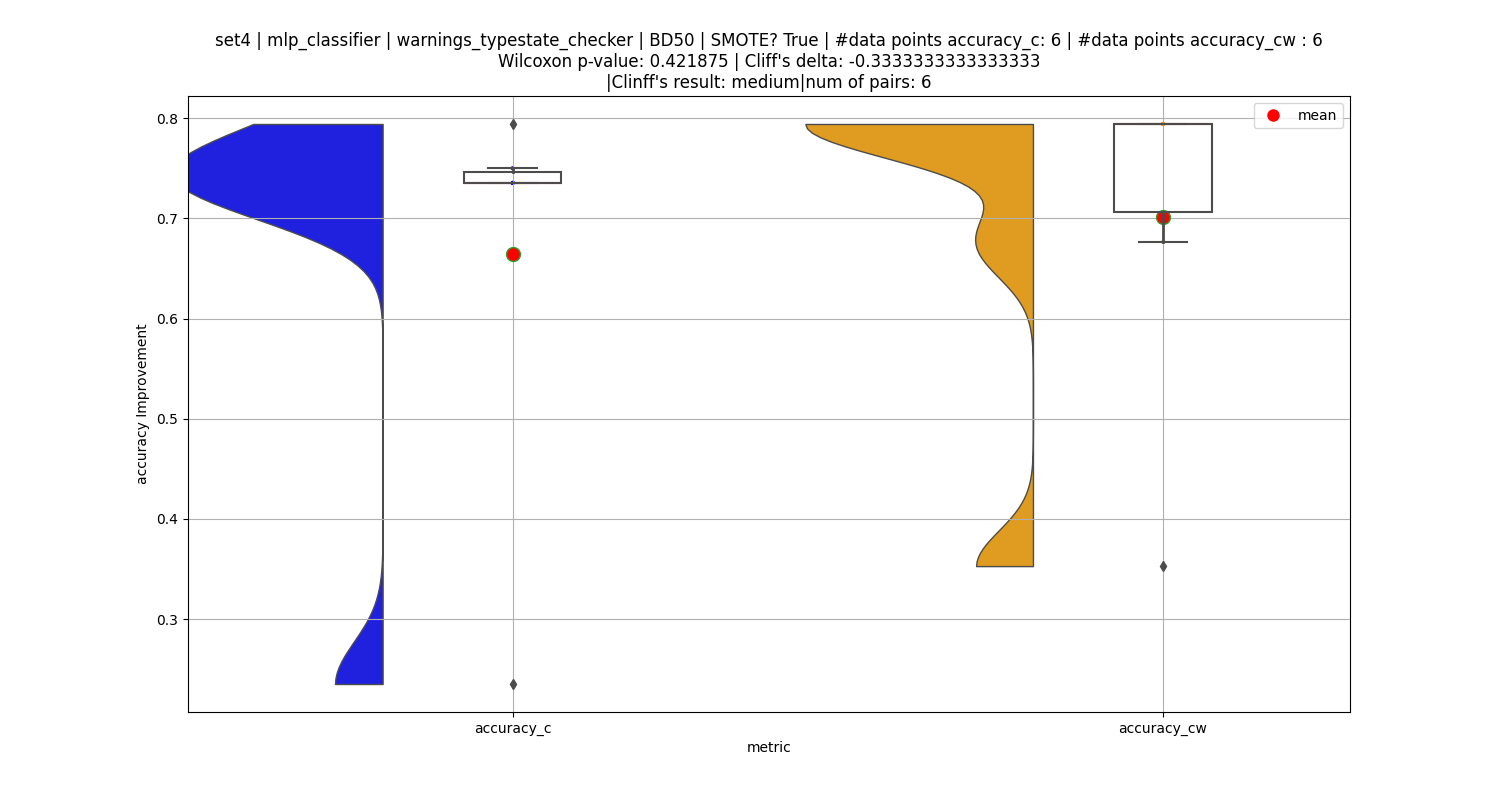 set4 | mlp_classifier | warnings_typestate_checker | BD50 | SMOTE? True | #data points accuracy_c: 6 | #data points accuracy_cw : 6
Wilcoxon p-value: 0.421875 | Cliff's delta: -0.3333333333333333
|Clinff's result: medium|num of pairs: 6
mean
0.8
0.7
0.6
0.5
0.4
0.3
accuracy Improvement
accuracy_c
accuracy_cw
metric